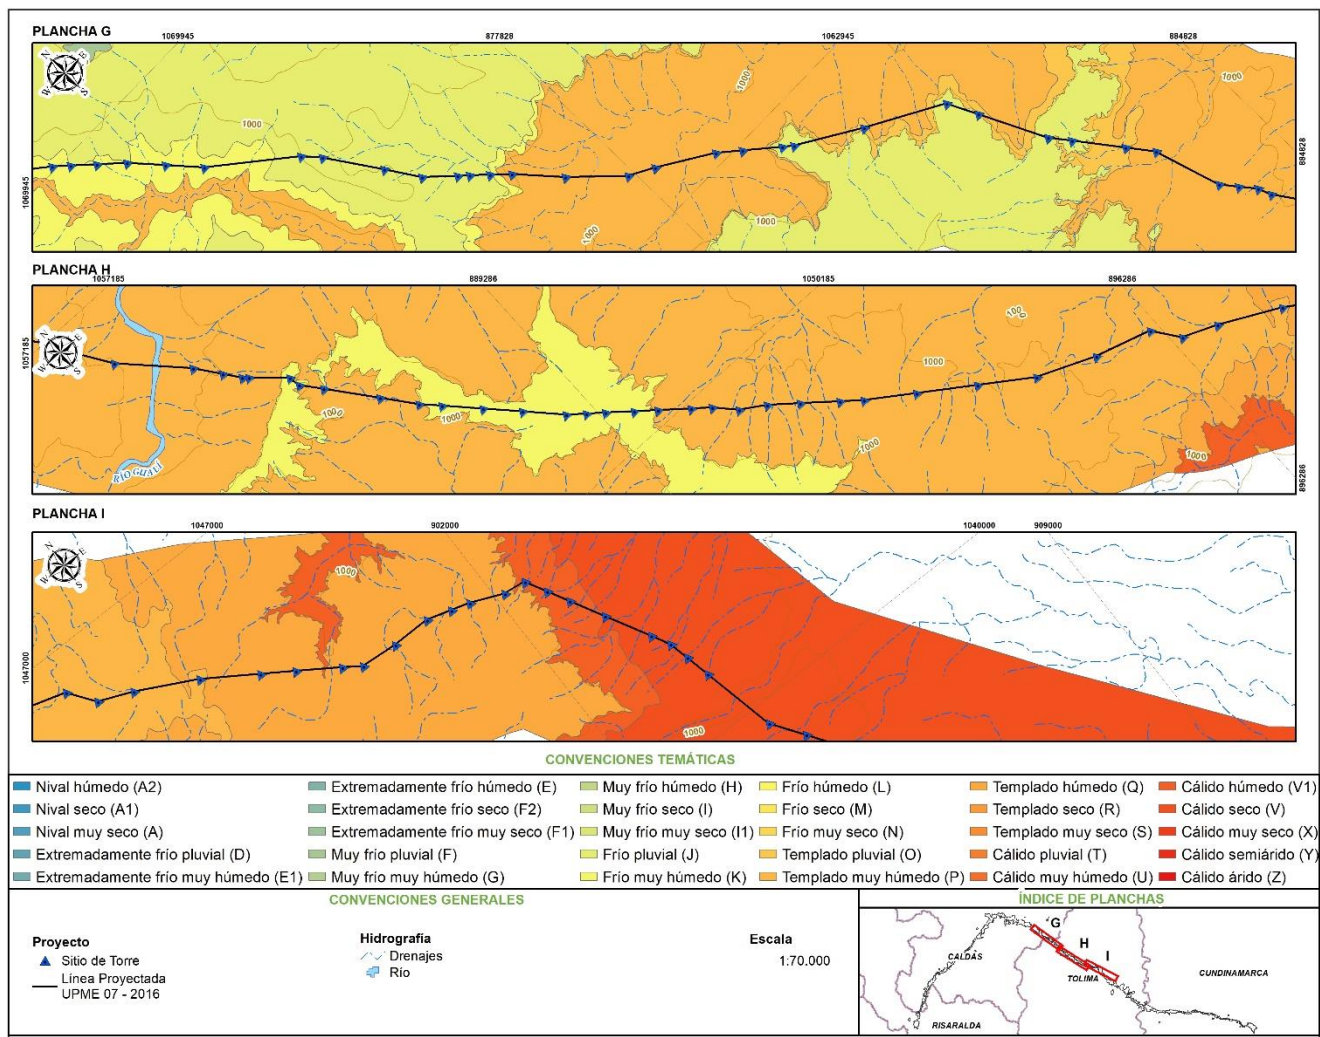 PLANCHA G
1069945
877828
1062945
884828
N
E
W
S
1000
1000
1000
1000
1000
1069945
884828
PLANCHA H
1057185
889286
1050185
896286
N
E
W
S
1000
1000
1000
1000
1000
1000
RÍO GUALÍ
1057185
896286
PLANCHA I
1047000
902000
1040000
909000
N
E
W
S
1000
1000
1047000
CONVENCIONES TEMÁTICAS
Nival húmedo (A2)
Nival seco (A1)
Nival muy seco (A)
Extremadamente frío pluvial (D)
Extremadamente frío muy húmedo (E1)
Extremadamente frío húmedo (E)
Extremadamente frío seco (F2)
Extremadamente frío muy seco (F1)
Muy frío pluvial (F)
Muy frío muy húmedo (G)
Muy frío húmedo (H)
Muy frío seco (I)
Muy frío muy seco (I1)
Frío pluvial (J)
Frío muy húmedo (K)
Frío húmedo (L)
Frío seco (M)
Frío muy seco (N)
Templado pluvial (O)
Templado muy húmedo (P)
Templado húmedo (Q)
Templado seco (R)
Templado muy seco (S)
Cálido pluvial (T)
Cálido muy húmedo (U)
Cálido húmedo (V1)
Cálido seco (V)
Cálido muy seco (X)
Cálido semiárido (Y)
Cálido árido (Z)
CONVENCIONES GENERALES
Proyecto
Sitio de Torre
Línea Proyectada
UPME 07 - 2016
Hidrografía
Drenajes
Río
Escala
1:70.000
ÍNDICE DE PLANCHAS
G
H
I
CALDAS
TOLIMA
CUNDINAMARCA
RISARALDA